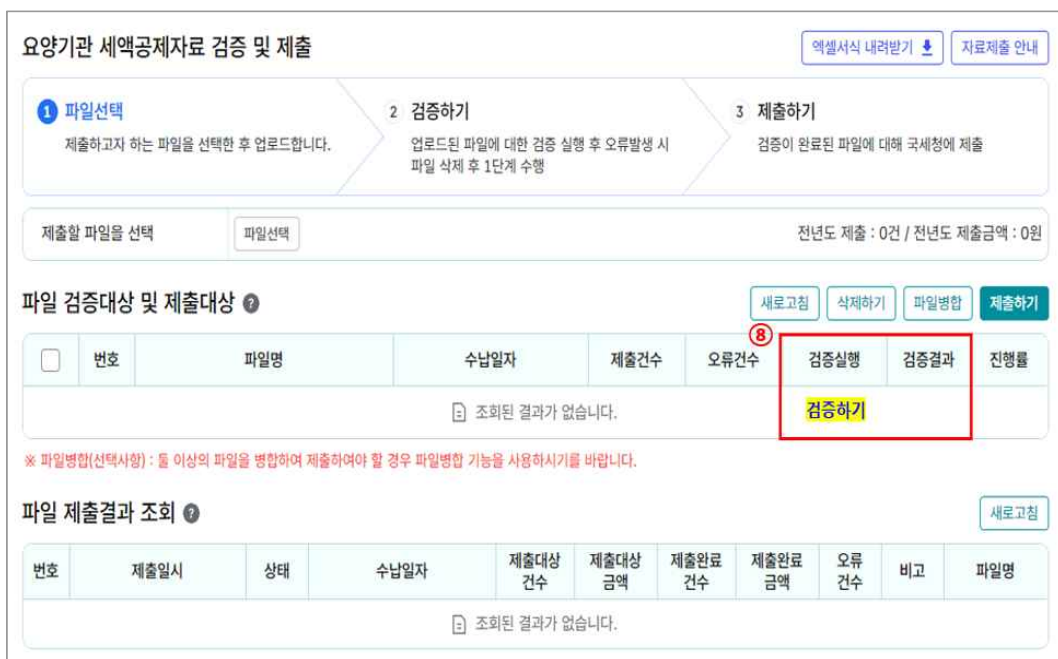 요양기관 세액공제자료 검증 및 제출
엑셀서식 내려받기
자료제출 안내
1 파일선택
제출하고자 하는 파일을 선택한 후 업로드합니다.
2 검증하기
업로드된 파일에 대한 검증 실행 후 오류발생 시
파일 삭제 후 1단계 수행
3 제출하기
검증이 완료된 파일에 대해 국세청에 제출
제출할 파일을 선택 파일선택 전년도 제출 : 0건 / 전년도 제출금액 : 0원
파일 검증대상 및 제출대상 ?
새로고침 삭제하기 파일병합 제출하기
⑧
번호 파일명 수납일자 제출건수 오류건수 검증실행 검증결과 진행률
조회된 결과가 없습니다. 검증하기
※ 파일병합(선택사항) : 둘 이상의 파일을 병합하여 제출하여야 할 경우 파일병합 기능을 사용하시기를 바랍니다.
파일 제출결과 조회 ?
새로고침
번호 제출일시 상태 수납일자 제출대상 건수 제출대상 금액 제출완료 건수 제출완료 금액 오류 건수 비고 파일명
조회된 결과가 없습니다.